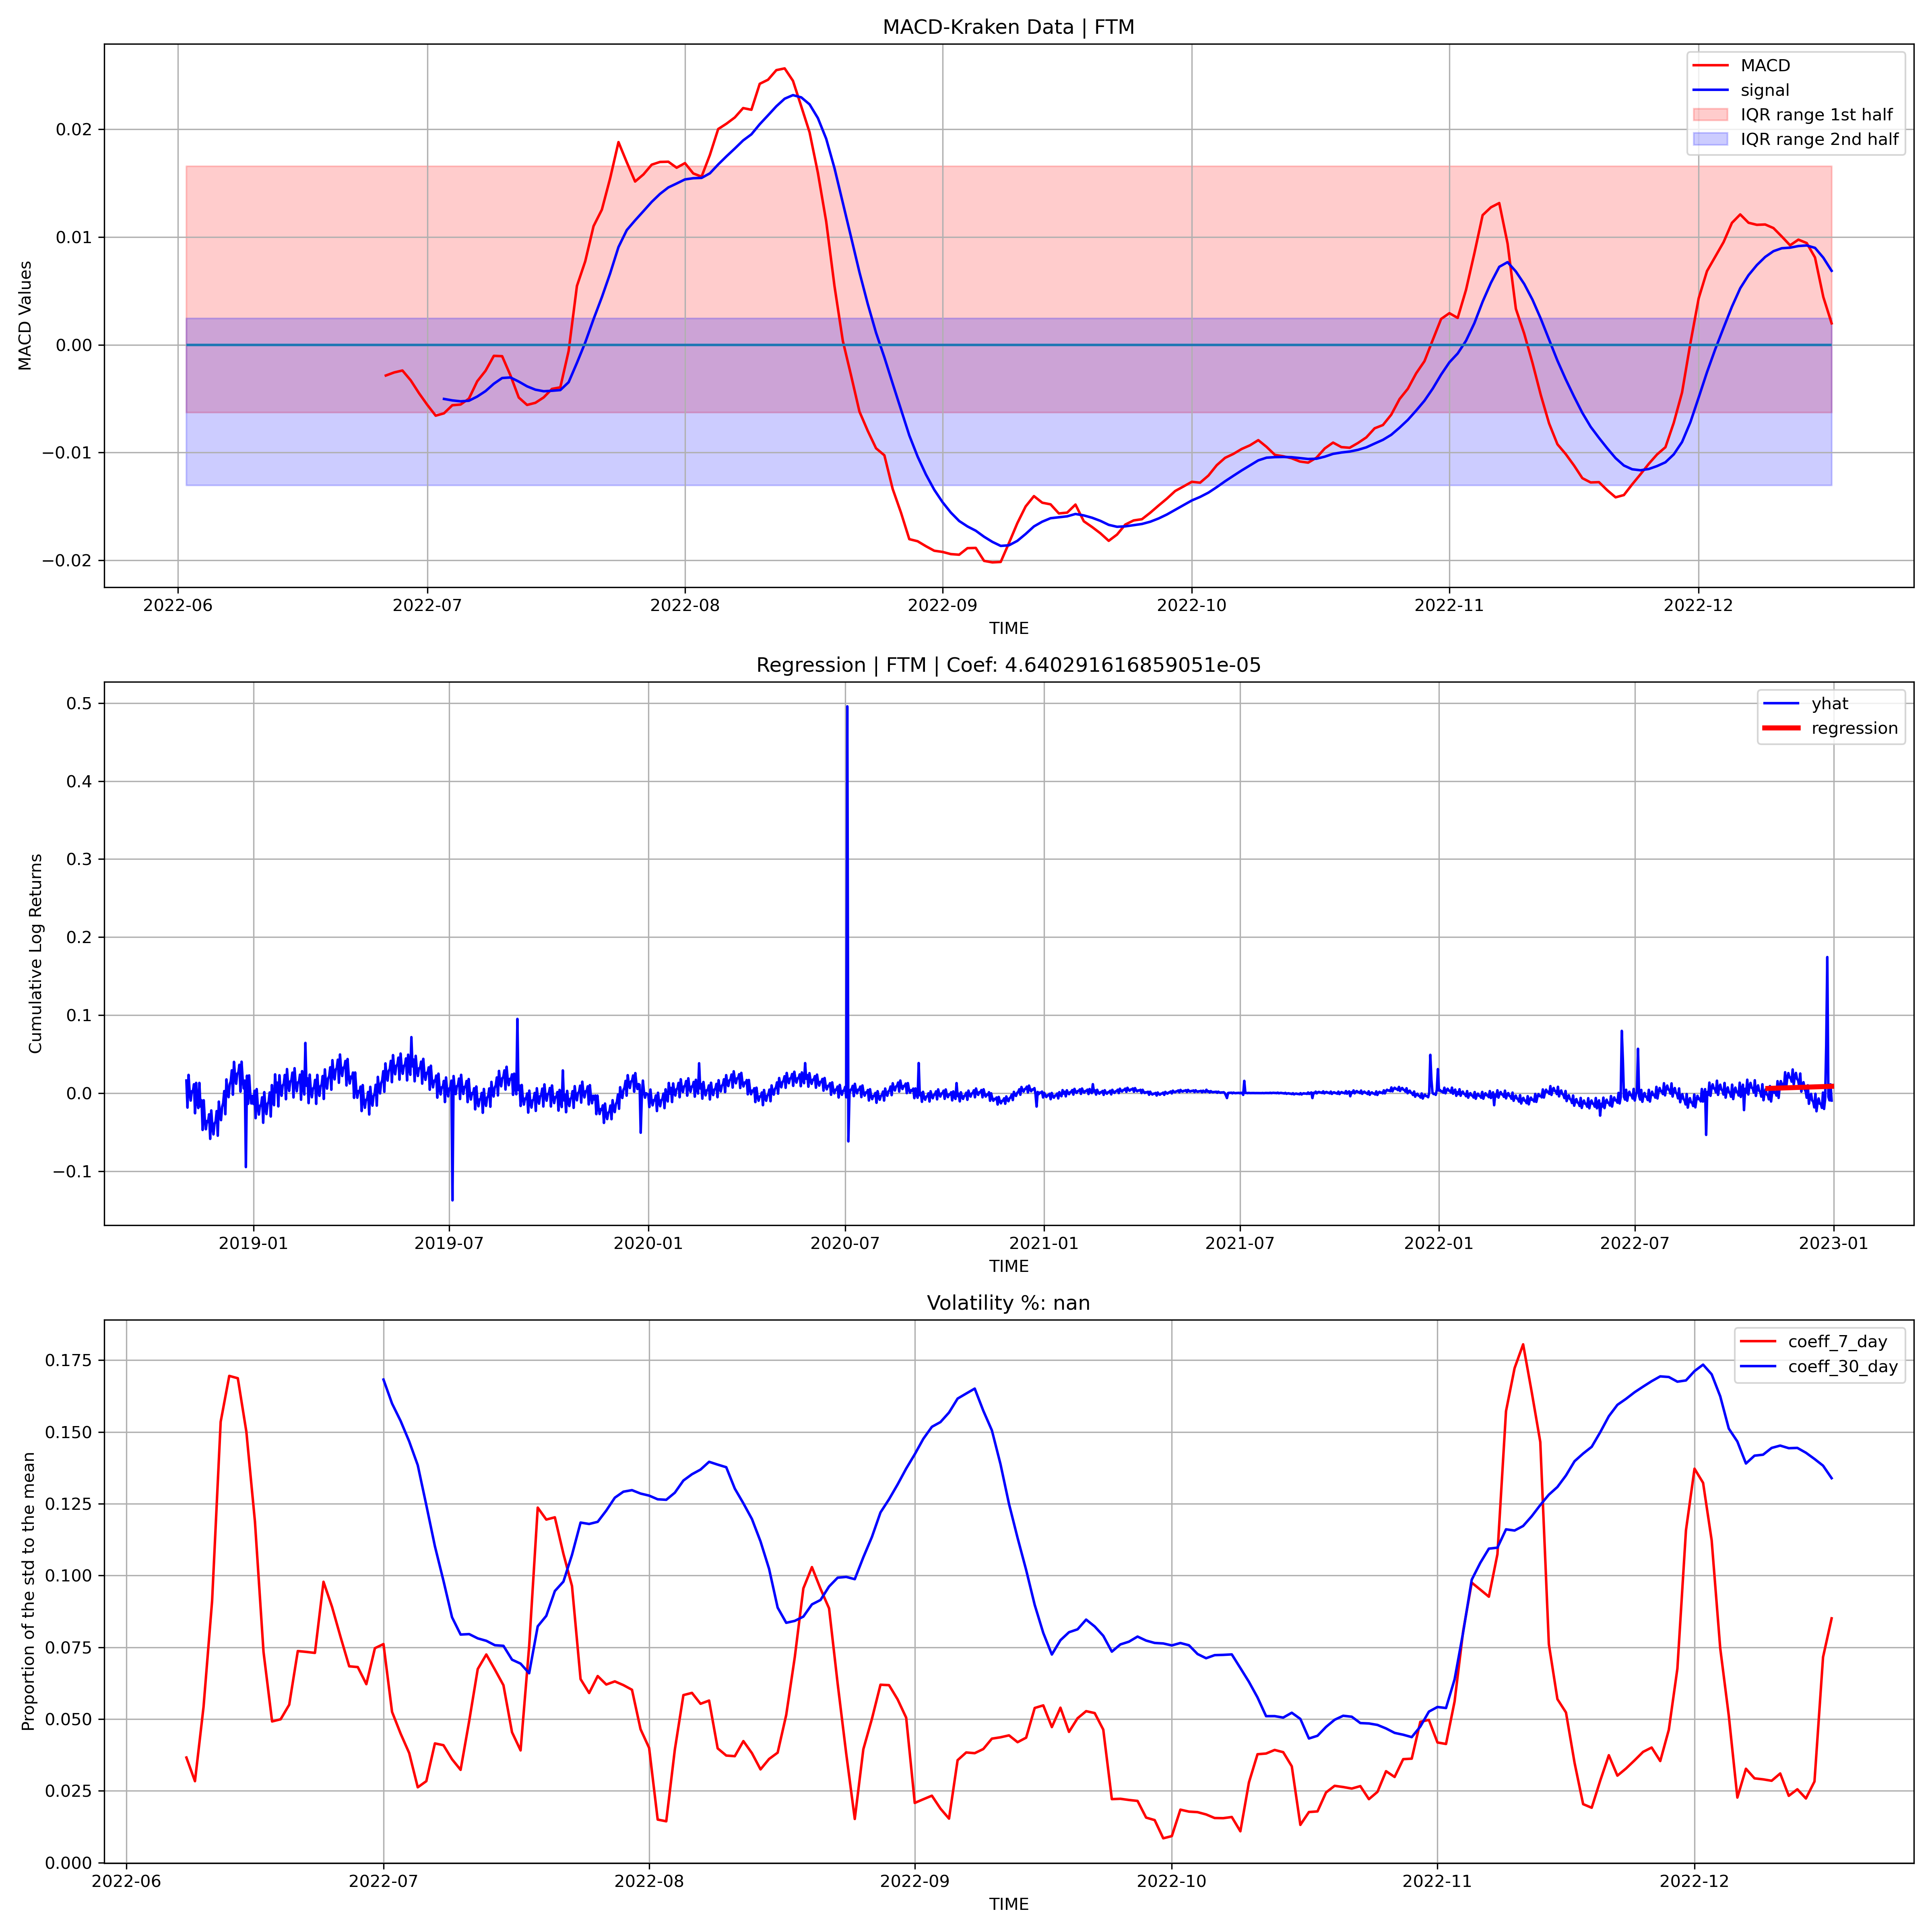 MACD-Kraken Data | FTM
MACD
signal
IQR range 1st half
IQR range 2nd half
MACD Values
0.02
0.01
0.00
−0.01
−0.02
2022-06
2022-07
2022-08
2022-09
2022-10
2022-11
2022-12
TIME
Regression | FTM | Coef: 4.640291616859051e-05
yhat
regression
Cumulative Log Returns
0.5
0.4
0.3
0.2
0.1
0.0
−0.1
2019-01
2019-07
2020-01
2020-07
2021-01
2021-07
2022-01
2022-07
2023-01
TIME
Volatility %: nan
coeff_7_day
coeff_30_day
Proportion of the std to the mean
0.175
0.150
0.125
0.100
0.075
0.050
0.025
0.000
2022-06
2022-07
2022-08
2022-09
2022-10
2022-11
2022-12
TIME